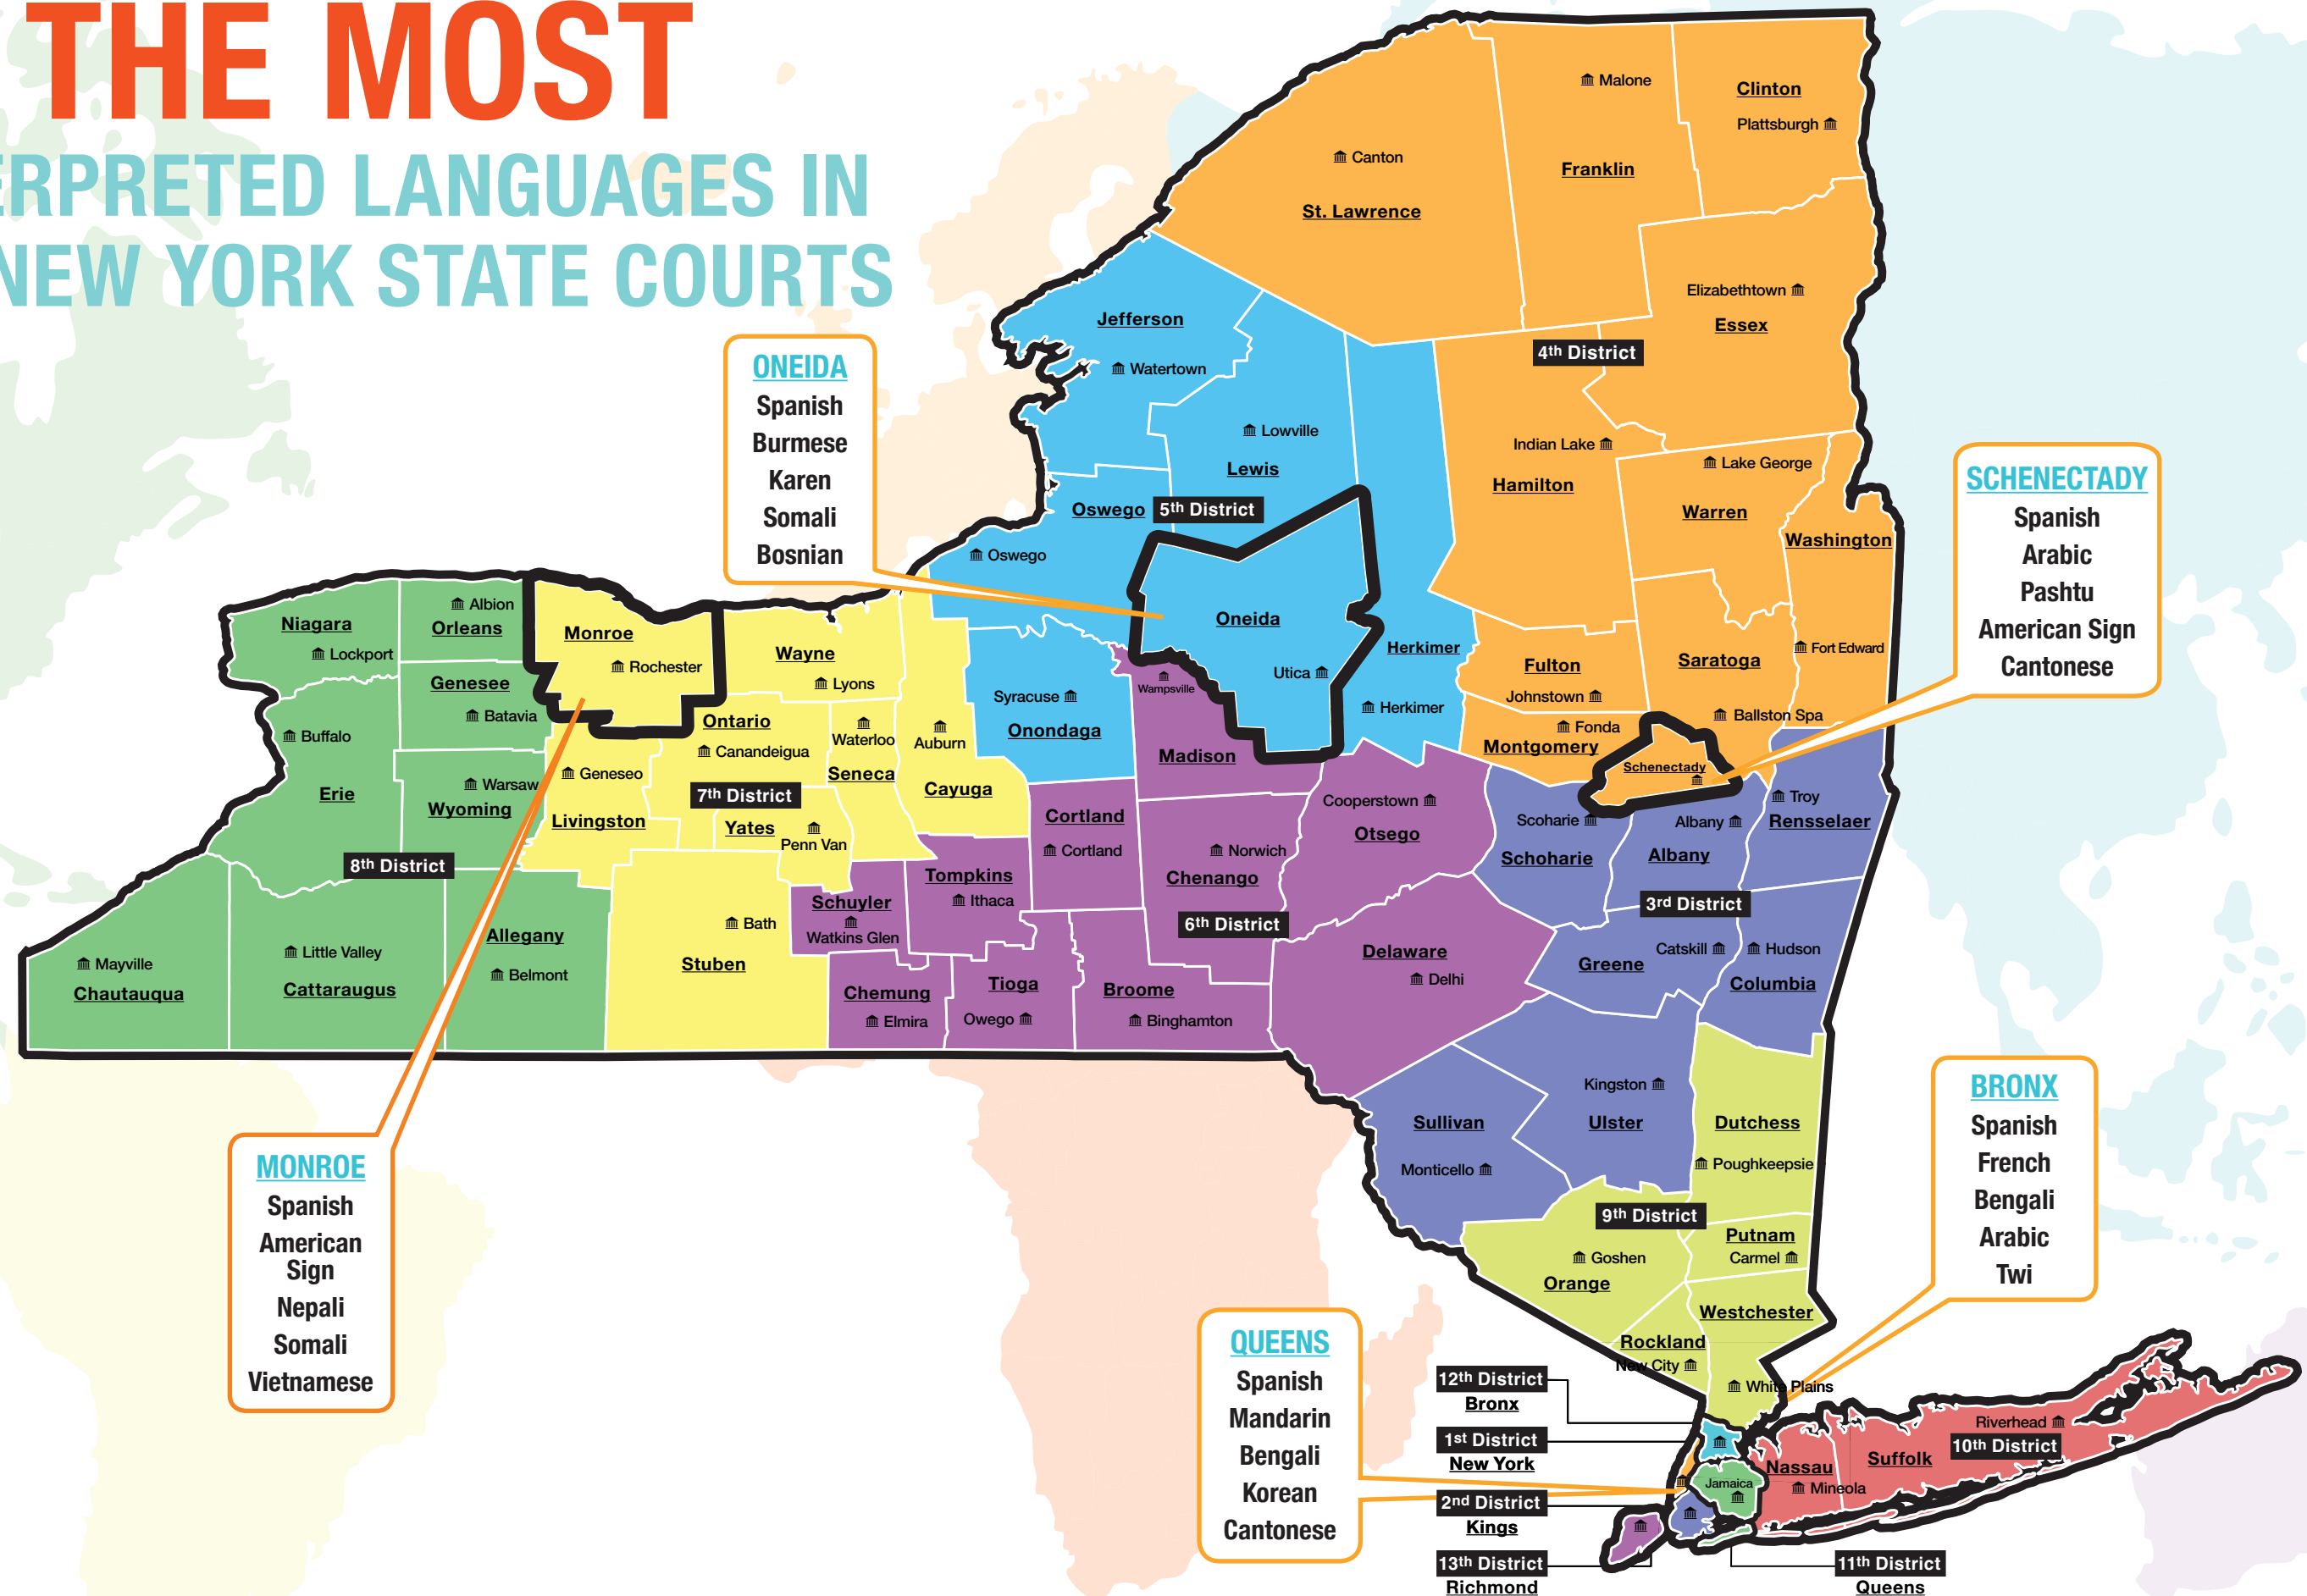 THE MOST
ERPRETED LANGUAGES IN
NEW YORK STATE COURTS
Malone
Clinton
Plattsburgh
Canton
Franklin
St. Lawrence
Elizabethtown
Essex
Jefferson
4th District
Watertown
ONEIDA
Spanish
Burmese
Karen
Somali
Bosnian
Lowville
Lewis
Indian Lake
Hamilton
Lake George
Warren
Washington
SCHENECTADY
Spanish
Arabic
Pashtu
American Sign
Cantonese
Oswego
5th District
Oswego
Oneida
Utica
Herkimer
Herkimer
Fulton
Johnstown
Saratoga
Fort Edward
Ballston Spa
Fonda
Montgomery
Schenectady
Niagara
Lockport
Albion
Orleans
Monroe
Rochester
Wayne
Lyons
Genesee
Batavia
Buffalo
Erie
Warsaw
Wyoming
Geneseo
Livingston
Ontario
Canandeigua
7th District
Waterloo
Seneca
Auburn
Cayuga
Yates
Penn Van
Syracuse
Onondaga
Wampsville
Madison
Cortland
Cortland
Cooperstown
Otsego
Norwich
Chenango
6th District
Scoharie
Schoharie
Albany
Albany
Troy
Rensselaer
3rd District
8th District
Mayville
Chautauqua
Little Valley
Cattaraugus
Allegany
Belmont
Bath
Stuben
Schuyler
Watkins Glen
Tompkins
Ithaca
Chemung
Elmira
Tioga
Owego
Broome
Binghamton
Delaware
Delhi
Catskill
Greene
Hudson
Columbia
Kingston
Ulster
Sullivan
Monticello
Dutchess
Poughkeepsie
9th District
Putnam
Carmel
Goshen
Orange
Westchester
Rockland
New City
White Plains
BRONX
Spanish
French
Bengali
Arabic
Twi
MONROE
Spanish
American
Sign
Nepali
Somali
Vietnamese
QUEENS
Spanish
Mandarin
Bengali
Korean
Cantonese
12th District
Bronx
1st District
New York
2nd District
Kings
13th District
Richmond
11th District
Queens
Jamaica
Nassau
Mineola
Suffolk
Riverhead
10th District